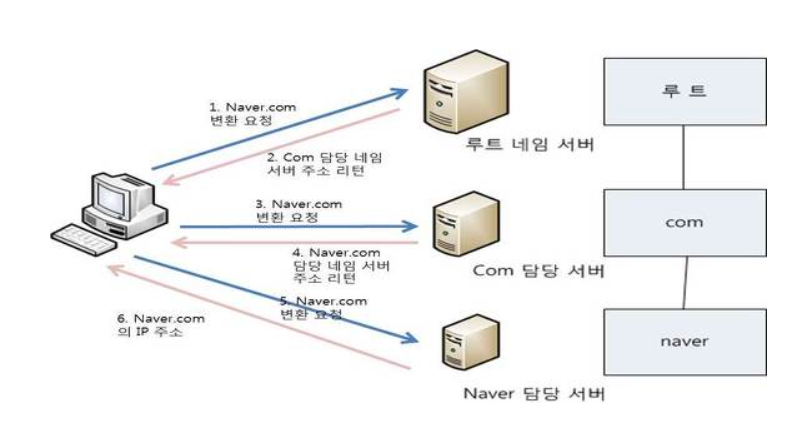 1. Naver.com
변환 요청
루트 네임 서버
루 트
2. Com 담당 네임
서버 주소 리턴
3. Naver.com
변환 요청
Com 담당 서버
com
4. Naver.com
담당 네임 서버
주소 리턴
5. Naver.com
변환 요청
6. Naver.com
의 IP 주소
Naver 담당 서버
naver